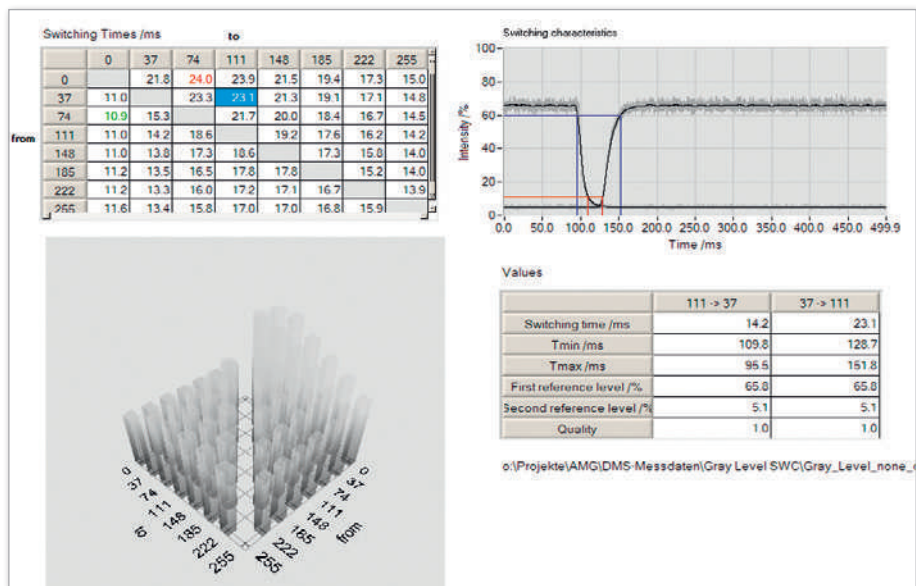 Switching Times /ms
to
0 37 74 111 148 185 222 255
0 21.8 24.0 23.9 21.5 19.4 17.3 15.0
37 11.0 23.3 23.1 21.3 19.1 17.1 14.8
74 10.9 15.3 21.7 20.0 18.4 16.7 14.5
from
111 11.0 14.2 18.6 19.2 17.6 16.2 14.2
148 11.0 13.8 17.3 18.6 17.3 15.8 14.0
185 11.2 13.5 16.5 17.8 17.8 15.2 14.0
222 11.2 13.3 16.0 17.2 17.1 16.7 13.9
255 11.6 13.4 15.8 17.0 17.0 16.8 15.9
Switching characteristics
Intensity /%
100
80
60
40
20
0
0.0 50.0 100.0 150.0 200.0 250.0 300.0 350.0 400.0 450.0 499.9
Time /ms
0 37 74 111 148 185 222 255
to
0 37 74 111 148 185 222 255
from
Values
111 -> 37 37 -> 111
Switching time /ms 14.2 23.1
Tmin /ms 109.8 128.7
Tmax /ms 95.5 151.8
First reference level /% 65.8 65.8
Second reference level /% 5.1 5.1
Quality 1.0 1.0
o:\Projekte\AMG\DMS-Messdaten\Gray Level SWC\Gray_Level_none_